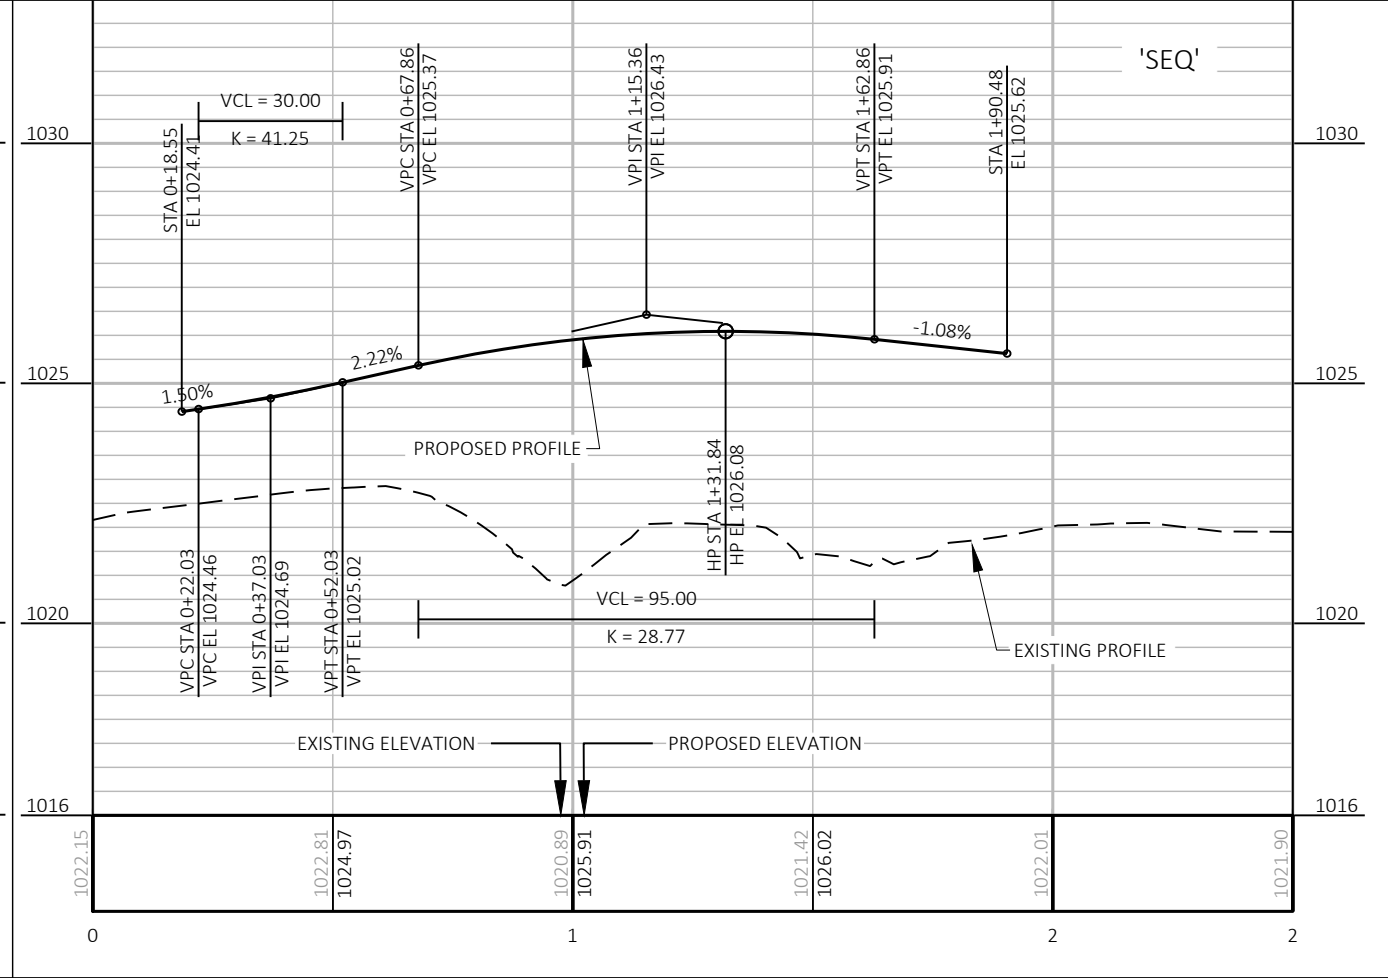 'SEQ'
VCL = 30.00
K = 41.25
STA 0+18.55
EL 1024.41
VPC STA 0+67.86
VPC EL 1025.37
VPI STA 1+15.36
VPI EL 1026.43
VPT STA 1+62.86
VPT EL 1025.91
STA 1+90.48
EL 1025.62
1030
1030
1.50%
2.22%
-1.08%
1025
1025
PROPOSED PROFILE
HP STA 1+31.84
HP EL 1026.08
VPC STA 0+22.03
VPC EL 1024.46
VPI STA 0+37.03
VPI EL 1024.69
VPT STA 0+52.03
VPT EL 1025.02
VCL = 95.00
K = 28.77
1020
1020
EXISTING PROFILE
EXISTING ELEVATION
PROPOSED ELEVATION
1016
1016
1022.15
1022.81
1024.97
1020.89
1025.91
1021.42
1026.02
1022.01
1021.90
0
1
2
2